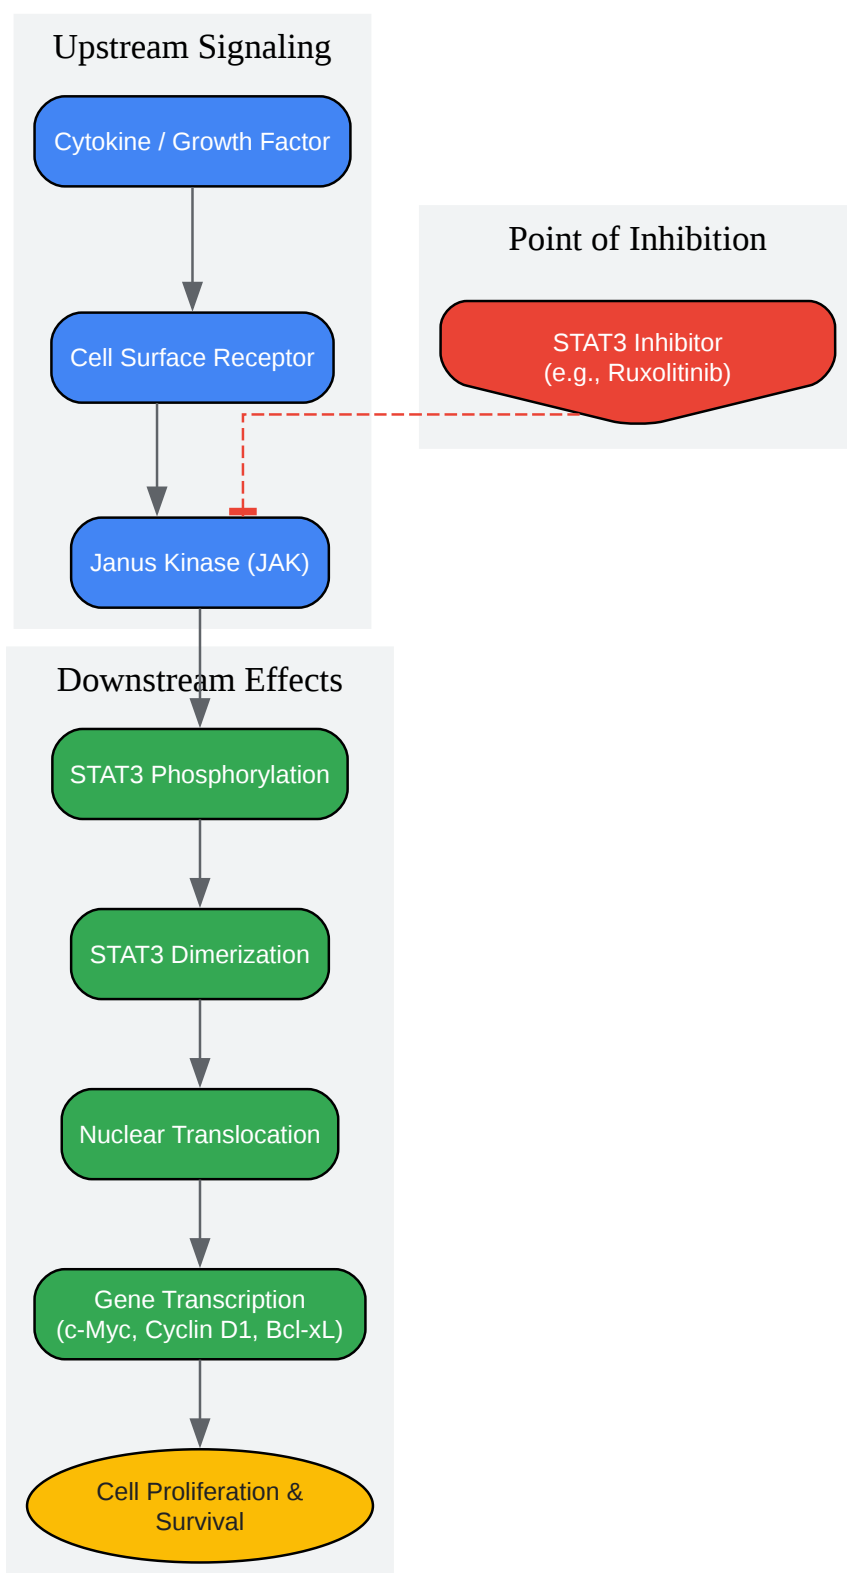 Upstream Signaling
Cytokine / Growth Factor
Cell Surface Receptor
Janus Kinase (JAK)
Point of Inhibition
STAT3 Inhibitor
(e.g., Ruxolitinib)
Downstream Effects
STAT3 Phosphorylation
STAT3 Dimerization
Nuclear Translocation
Gene Transcription
(c-Myc, Cyclin D1, Bcl-xL)
Cell Proliferation &
Survival